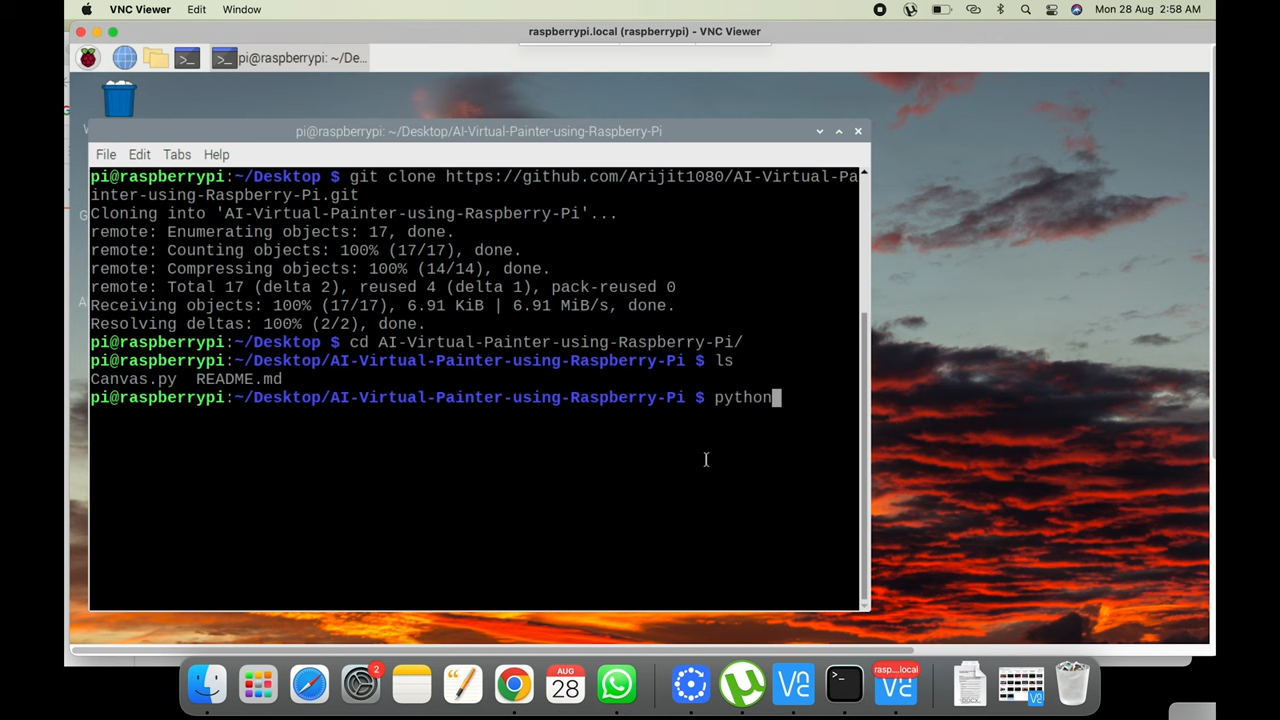 VNC Viewer Edit Window Mon 28 Aug 2:58 AM
raspberrypi.local (raspberrypi) - VNC Viewer
pi@raspberrypi: ~/De...
pi@raspberrypi: ~/Desktop/AI-Virtual-Painter-using-Raspberry-Pi
File Edit Tabs Help
pi@raspberrypi:~/Desktop $ git clone https://github.com/Arijit1080/AI-Virtual-Pa
inter-using-Raspberry-Pi.git
Cloning into 'AI-Virtual-Painter-using-Raspberry-Pi'...
remote: Enumerating objects: 17, done.
remote: Counting objects: 100% (17/17), done.
remote: Compressing objects: 100% (14/14), done.
remote: Total 17 (delta 2), reused 4 (delta 1), pack-reused 0
Receiving objects: 100% (17/17), 6.91 KiB | 6.91 MiB/s, done.
Resolving deltas: 100% (2/2), done.
pi@raspberrypi:~/Desktop $ cd AI-Virtual-Painter-using-Raspberry-Pi/
pi@raspberrypi:~/Desktop/AI-Virtual-Painter-using-Raspberry-Pi $ ls
Canvas.py README.md
pi@raspberrypi:~/Desktop/AI-Virtual-Painter-using-Raspberry-Pi $ python
2
AUG
28
rasp...local
DOCX